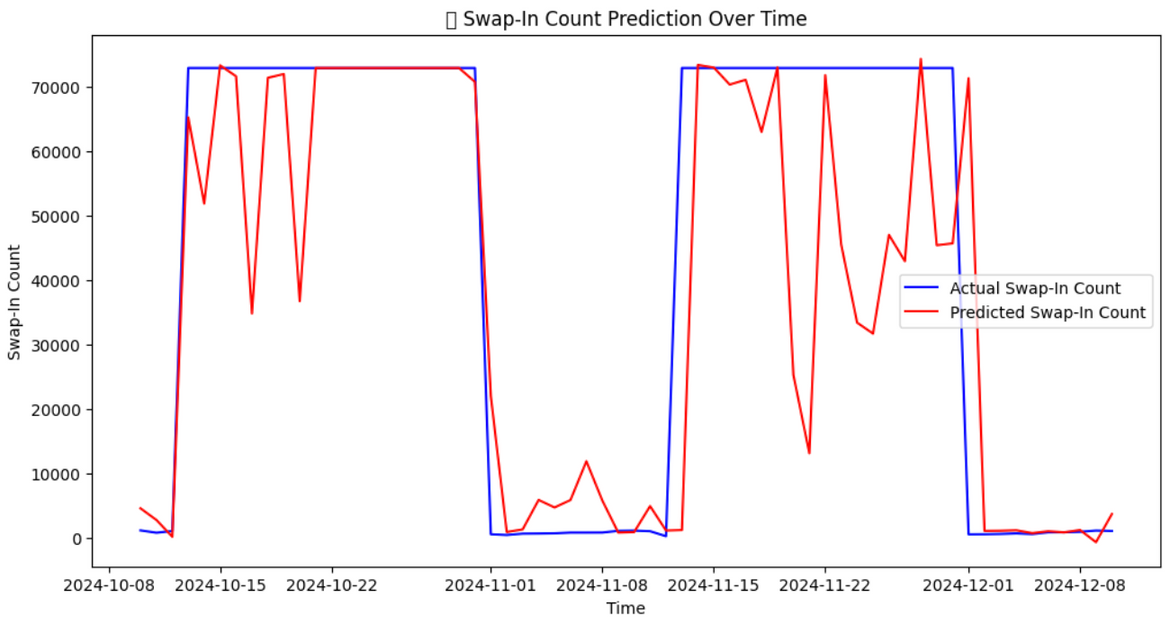 ▯ Swap-In Count Prediction Over Time
Swap-In Count
70000
60000
50000
40000
30000
20000
10000
0
Actual Swap-In Count
Predicted Swap-In Count
2024-10-08 2024-10-15 2024-10-22 2024-11-01 2024-11-08 2024-11-15 2024-11-22 2024-12-01 2024-12-08
Time